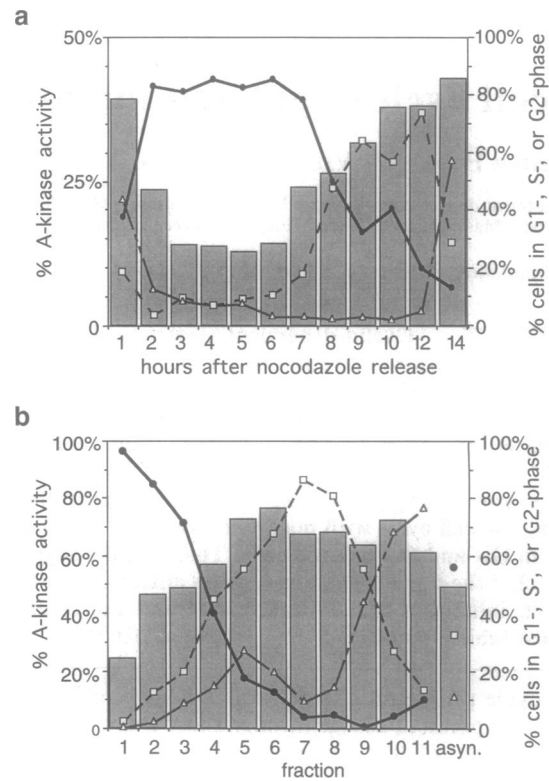 a
50%
25%
0
% A-kinase activity
100%
80%
60%
40%
20%
0
% cells in G1-, S-, or G2-phase
1 2 3 4 5 6 7 8 9 10 12 14
hours after nocodazole release
b
100%
80%
60%
40%
20%
0
% A-kinase activity
100%
80%
60%
40%
20%
0
% cells in G1-, S-, or G2-phase
1 2 3 4 5 6 7 8 9 10 11 asyn.
fraction